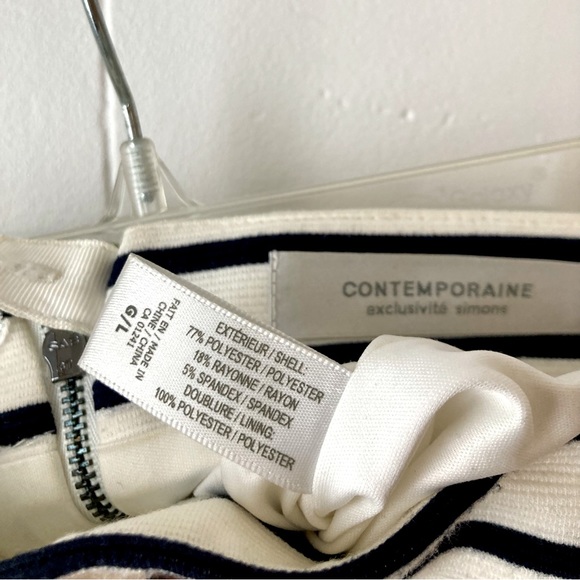 CONTEMPORAINE
exclusivité simons
EXTÉRIEUR / SHELL:
77% POLYESTER / POLYESTER
18% RAYONNE / RAYON
5% SPANDEX / SPANDEX
DOUBLURE / LINING:
100% POLYESTER / POLYESTER
FAIT EN / MADE IN
CHINE / CHINA
CA 01241
G/L